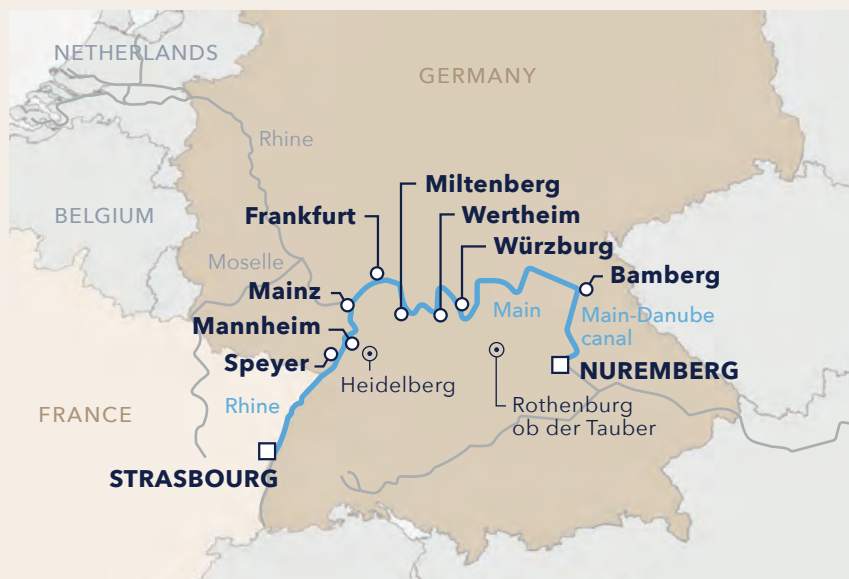 NETHERLANDS
GERMANY
Rhine
BELGIUM
Miltenberg
Frankfurt
Wertheim
Würzburg
Moselle
Bamberg
Mainz
Main
Main-Danube
canal
Mannheim
Speyer
Heidelberg
NUREMBERG
Rhine
Rothenburg
ob der Tauber
FRANCE
STRASBOURG